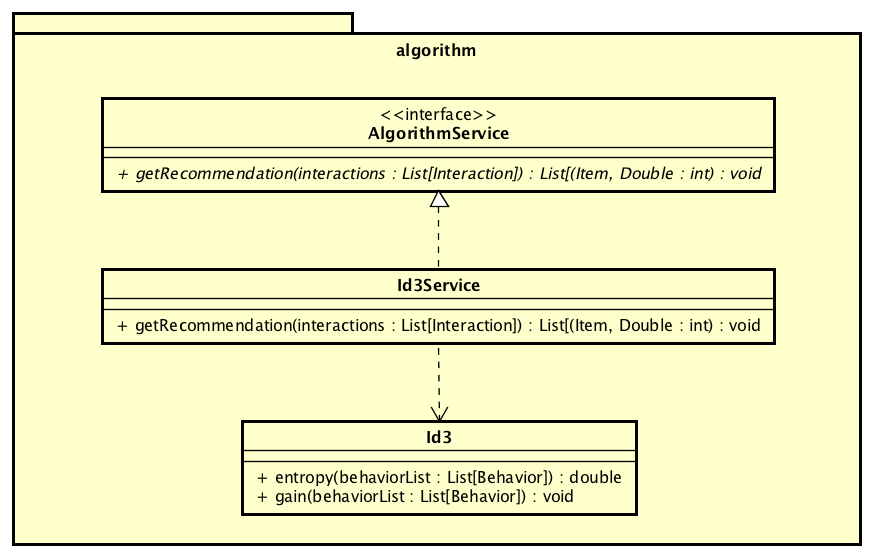 algorithm
<<interface>>
AlgorithmService
+ getRecommendation(interactions : List[Interaction]) : List[(Item, Double : int) : void
Id3Service
+ getRecommendation(interactions : List[Interaction]) : List[(Item, Double : int) : void
Id3
+ entropy(behaviorList : List[Behavior]) : double
+ gain(behaviorList : List[Behavior]) : void